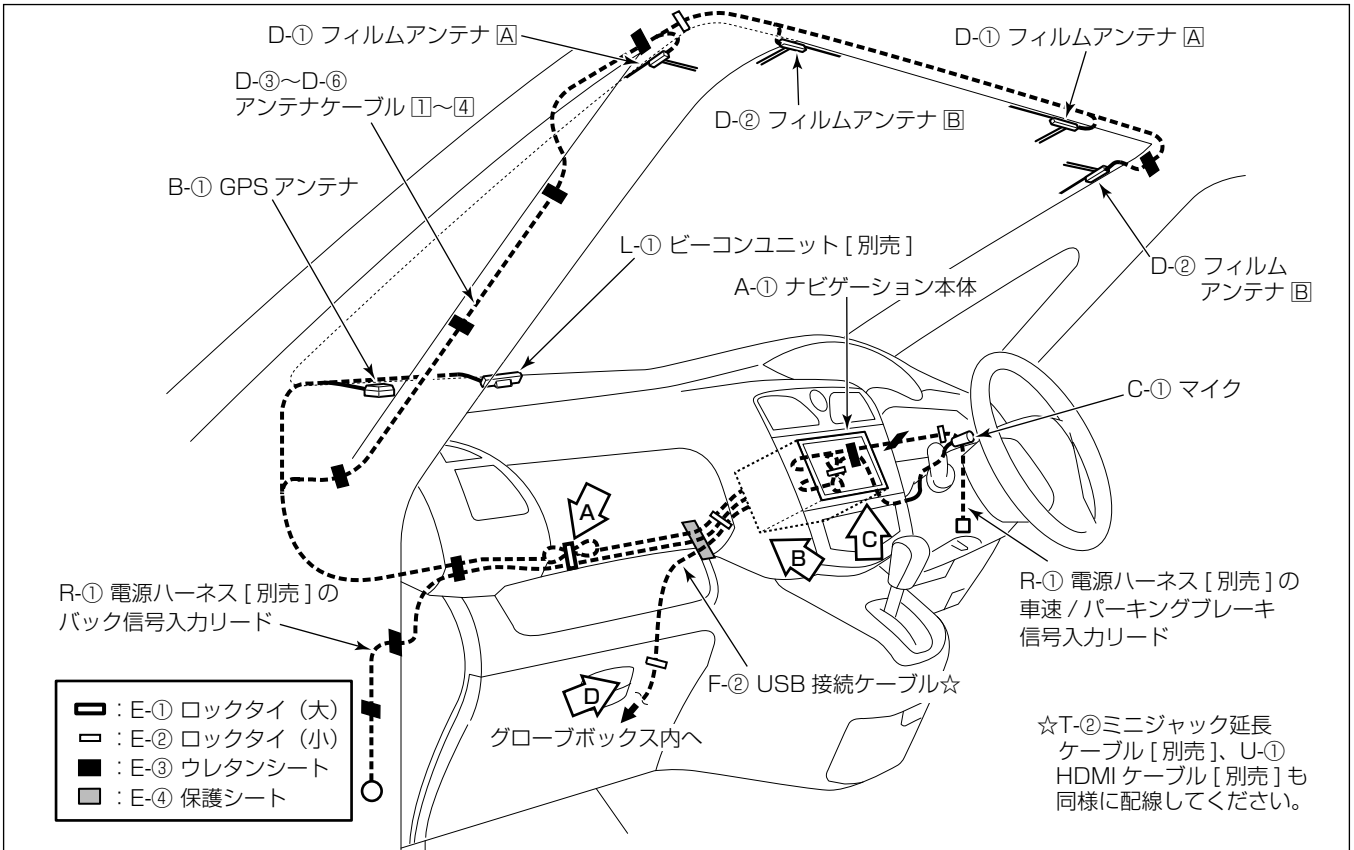 D-① フィルムアンテナ A
D-① フィルムアンテナ A
D-③～D-⑥
アンテナケーブル 1～4
D-② フィルムアンテナ B
B-① GPS アンテナ
L-① ビーコンユニット [ 別売 ]
A-① ナビゲーション本体
D-② フィルム
アンテナ B
C-① マイク
A
B
C
D
R-① 電源ハーネス [ 別売 ] の
バック信号入力リード
R-① 電源ハーネス [ 別売 ] の
車速 / パーキングブレーキ
信号入力リード
F-② USB 接続ケーブル☆
グローブボックス内へ
：E-① ロックタイ（大）
：E-② ロックタイ（小）
：E-③ ウレタンシート
：E-④ 保護シート
☆T-②ミニジャック延長
ケーブル [ 別売 ]、U-①
HDMI ケーブル [ 別売 ] も
同様に配線してください。